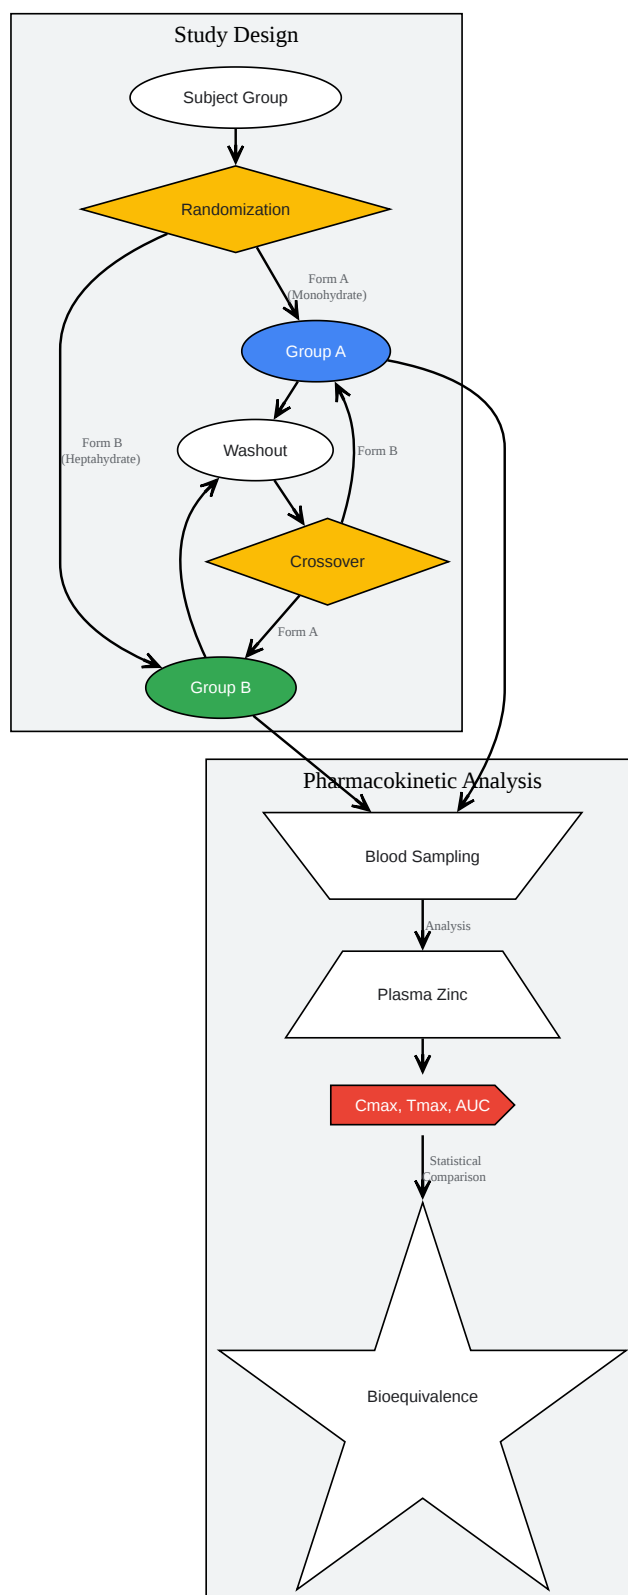 Study Design
Subject Group
Randomization
Form A
(Monohydrate)
Group A
Form B
(Heptahydrate)
Washout
Form B
Crossover
Form A
Group B
Pharmacokinetic Analysis
Blood Sampling
Analysis
Plasma Zinc
Cmax, Tmax, AUC
Statistical
Comparison
Bioequivalence